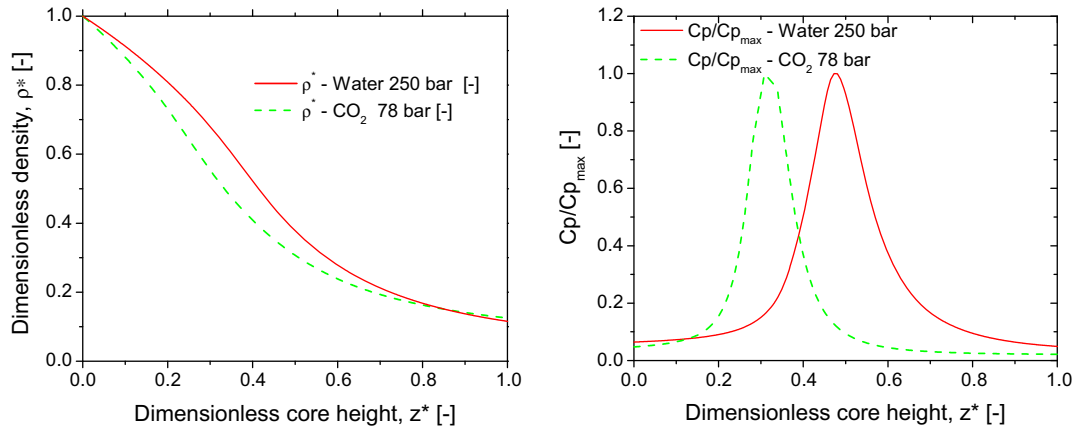 1.0
0.8
0.6
0.4
0.2
0.0
Dimensionless density, ρ* [-]
ρ* - Water 250 bar [-]
ρ* - CO₂ 78 bar [-]
0.0 0.2 0.4 0.6 0.8 1.0
Dimensionless core height, z* [-]
1.2
1.0
0.8
0.6
0.4
0.2
0.0
Cp/Cpₘₐₓ [-]
Cp/Cpₘₐₓ - Water 250 bar
Cp/Cpₘₐₓ - CO₂ 78 bar
0.0 0.2 0.4 0.6 0.8 1.0
Dimensionless core height, z* [-]